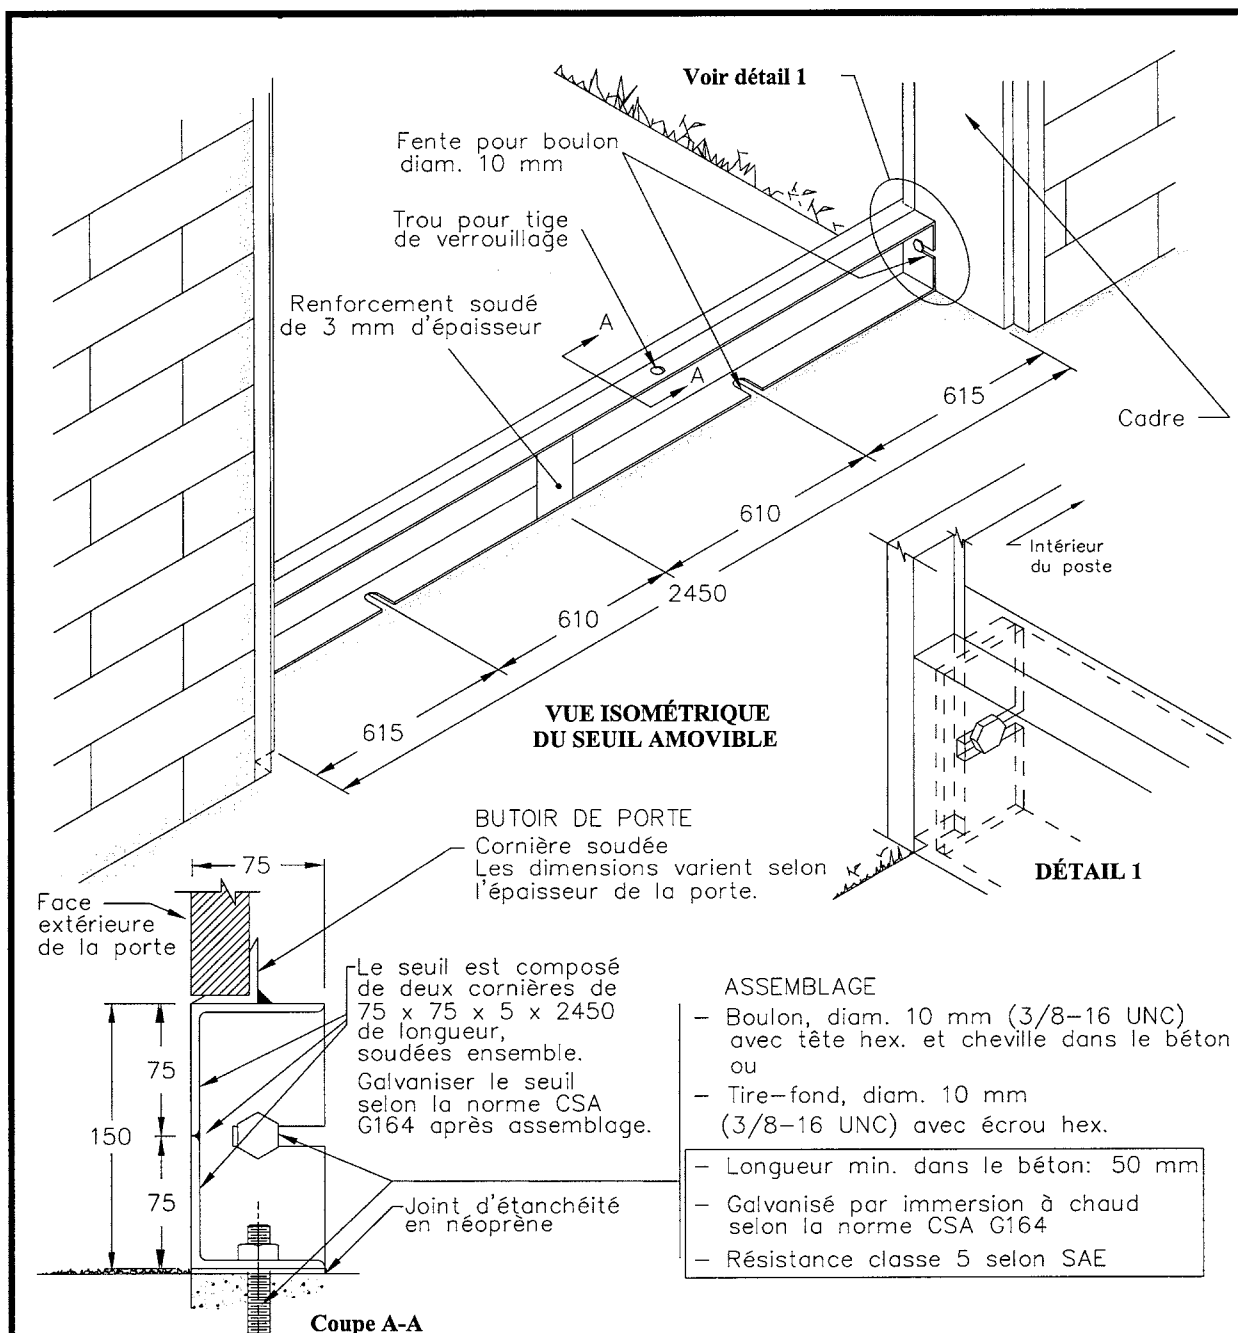 Voir détail 1
Fente pour boulon
diam. 10 mm
Trou pour tige
de verrouillage
Renforcement soudé
de 3 mm d'épaisseur
A
A
615
Cadre
610
2450
Intérieur
du poste
610
615
VUE ISOMÉTRIQUE
DU SEUIL AMOVIBLE
DÉTAIL 1
BUTOIR DE PORTE
Cornière soudée
Les dimensions varient selon
l'épaisseur de la porte.
75
Face
extérieure
de la porte
Le seuil est composé
de deux cornières de
75 x 75 x 5 x 2450
de longueur,
soudées ensemble.
Galvaniser le seuil
selon la norme CSA
G164 après assemblage.
75
150
75
Joint d'étanchéité
en néoprène
ASSEMBLAGE
– Boulon, diam. 10 mm (3/8–16 UNC)
avec tête hex. et cheville dans le béton
ou
– Tire–fond, diam. 10 mm
(3/8–16 UNC) avec écrou hex.
– Longueur min. dans le béton: 50 mm
– Galvanisé par immersion à chaud
selon la norme CSA G164
– Résistance classe 5 selon SAE
Coupe A-A